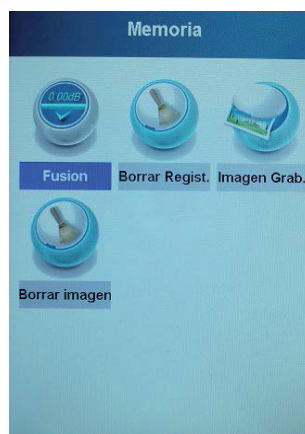 Memoria
0.00dB
Fusion
Borrar Regist.
Imagen Grab.
Borrar imagen